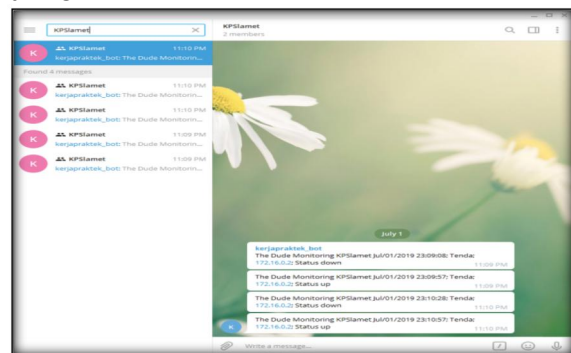 KPSlamet
KPSlamet
2 members
K
KPSlamet
11:10 PM
kerjapraktek_bot: The Dude Monitorin...
Found 4 messages
K
KPSlamet
11:10 PM
kerjapraktek_bot: The Dude Monitorin...
K
KPSlamet
11:10 PM
kerjapraktek_bot: The Dude Monitorin...
K
KPSlamet
11:09 PM
kerjapraktek_bot: The Dude Monitorin...
K
KPSlamet
11:09 PM
kerjapraktek_bot: The Dude Monitorin...
July 1
kerjapraktek_bot
The Dude Monitoring KPSlamet Jul/01/2019 23:09:08; Tenda;
172.16.0.2; Status down
11:09 PM
The Dude Monitoring KPSlamet Jul/01/2019 23:09:57; Tenda;
172.16.0.2; Status up
11:09 PM
The Dude Monitoring KPSlamet Jul/01/2019 23:10:28; Tenda;
172.16.0.2; Status down
11:10 PM
The Dude Monitoring KPSlamet Jul/01/2019 23:10:57; Tenda;
172.16.0.2; Status up
11:10 PM
K
Write a message...